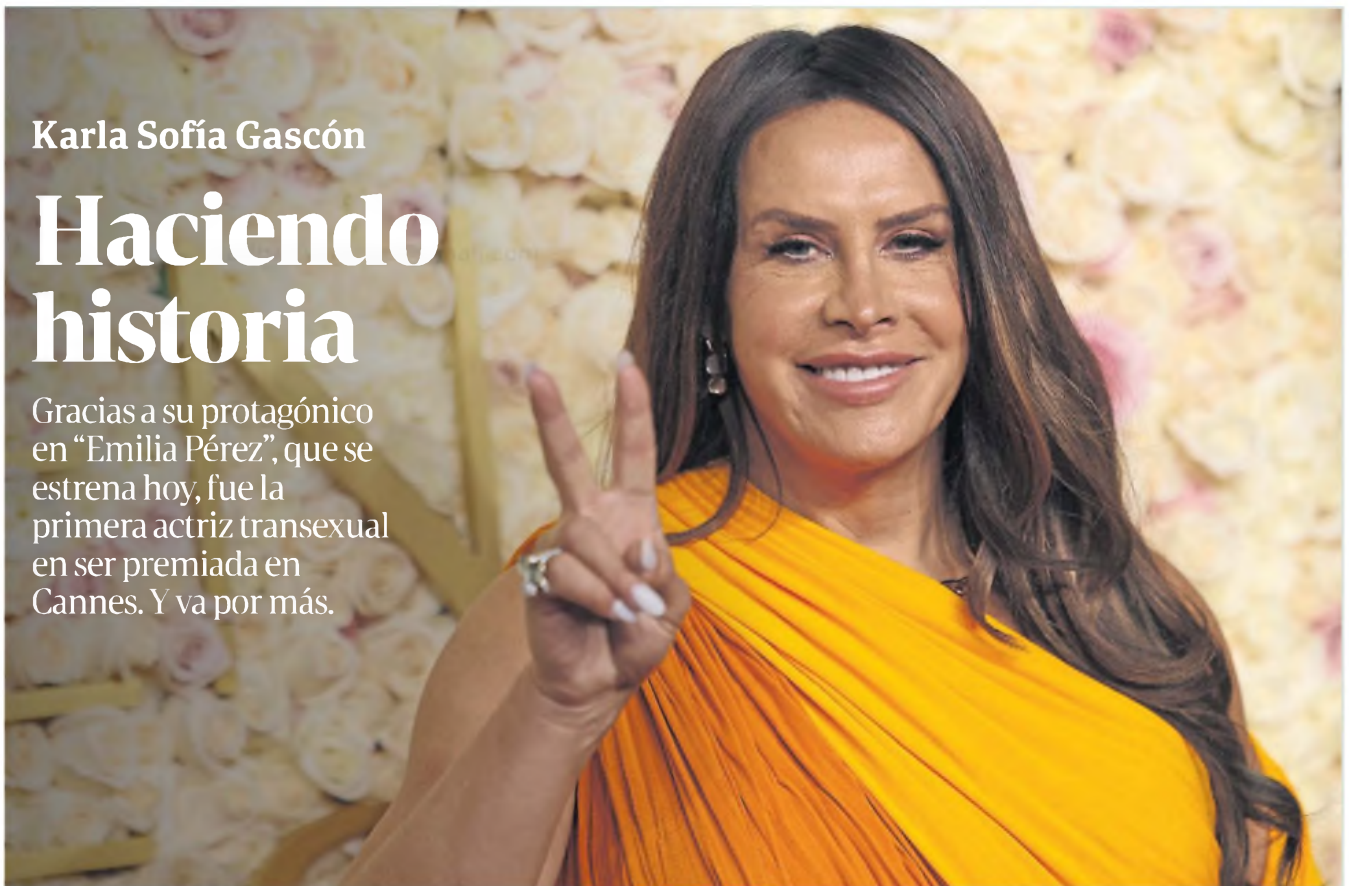 Karla Sofía Gascón
Haciendo
historia
Gracias a su protagónico
en “Emilia Pérez”, que se
estrena hoy, fue la
primera actriz transexual
en ser premiada en
Cannes. Y va por más.